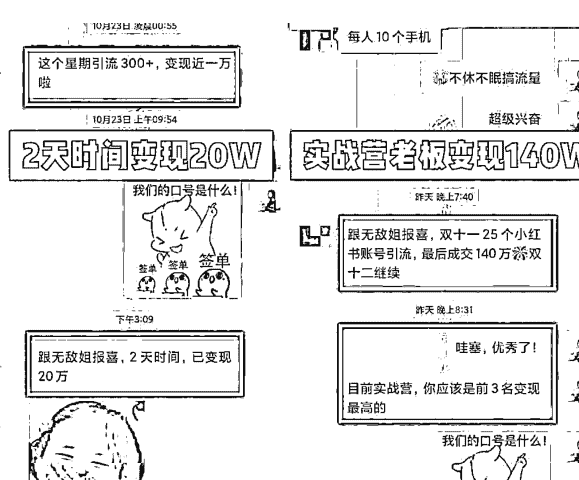 10月23日 凌晨00:55
这个星期引流300+，变现近一万
啦
10月23日 上午09:54
2天时间变现20W
我们的口号是什么！
签单
签单
签单
下午3:09
跟无敌姐报喜，2天时间，已变现
20万
每人10个手机
不休不眠搞流量
超级兴奋
实战营老板变现140W
昨天 晚上7:40
跟无敌姐报喜，双十一25个小红
书账号引流，最后成交140万
双
十二继续
昨天 晚上8:31
哇塞，优秀了！
目前实战营，你应该是前3名变现
最高的
我们的口号是什么！